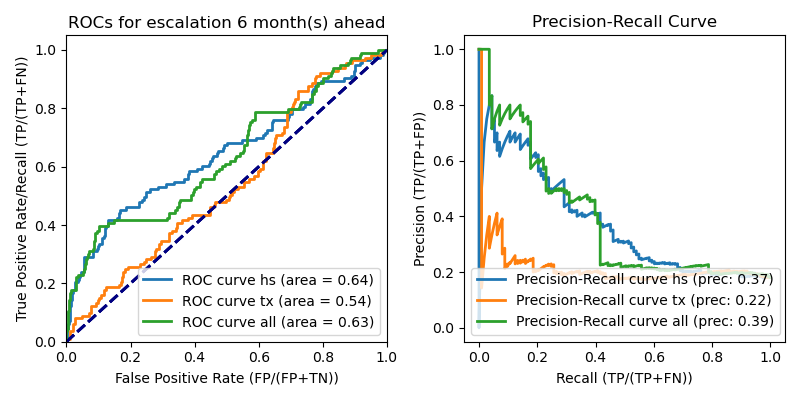 ROCs for escalation 6 month(s) ahead
True Positive Rate/Recall (TP/(TP+FN))
1.0
0.8
0.6
0.4
0.2
0.0
ROC curve hs (area = 0.64)
ROC curve tx (area = 0.54)
ROC curve all (area = 0.63)
0.0 0.2 0.4 0.6 0.8 1.0
False Positive Rate (FP/(FP+TN))
Precision-Recall Curve
Precision (TP/(TP+FP))
1.0
0.8
0.6
0.4
0.2
0.0
Precision-Recall curve hs (prec: 0.37)
Precision-Recall curve tx (prec: 0.22)
Precision-Recall curve all (prec: 0.39)
0.0 0.2 0.4 0.6 0.8 1.0
Recall (TP/(TP+FN))